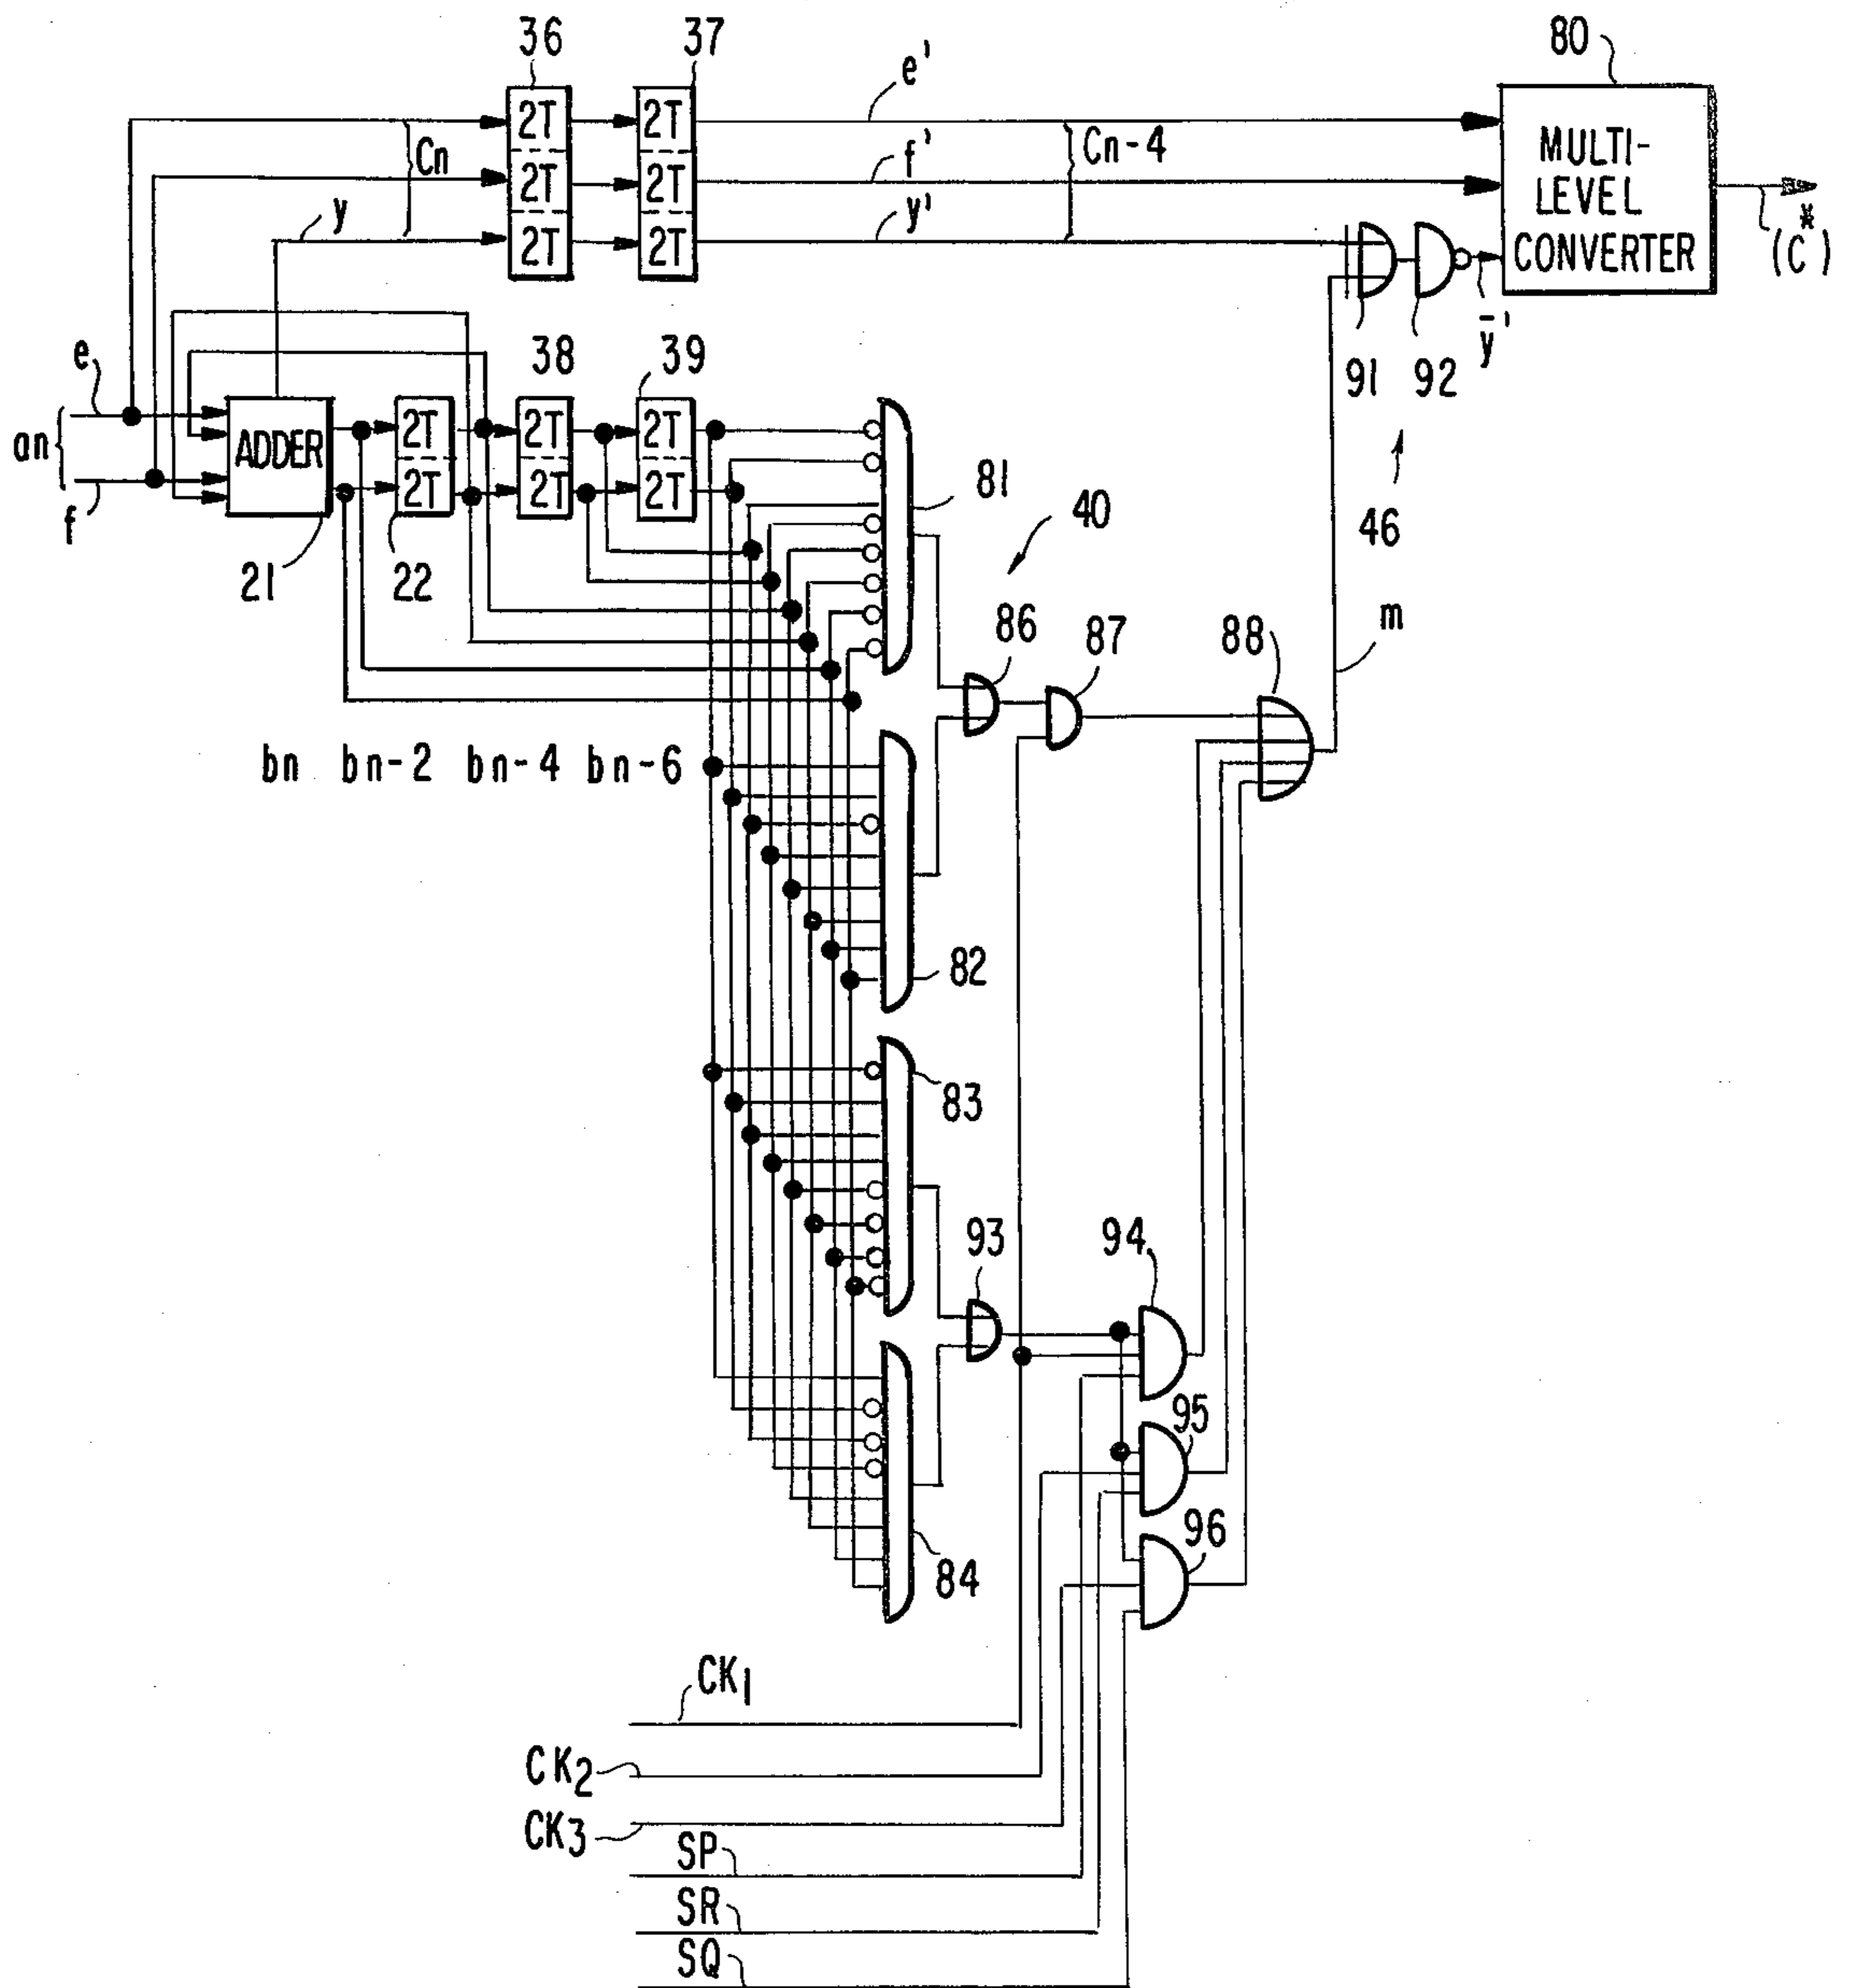 36
37
80
e'
2T 2T
Cn
2T 2T
f'
Cn-4
y
2T 2T
y'
MULTI-
LEVEL
CONVERTER
(C*)
91
92
ȳ'
46
e
an
f
ADDER
21
2T
2T
22
38
2T
2T
39
2T
2T
81
40
86
87
88
m
bn bn-2 bn-4 bn-6
82
83
93
94
95
96
84
CK1
CK2
CK3
SP
SR
SQ